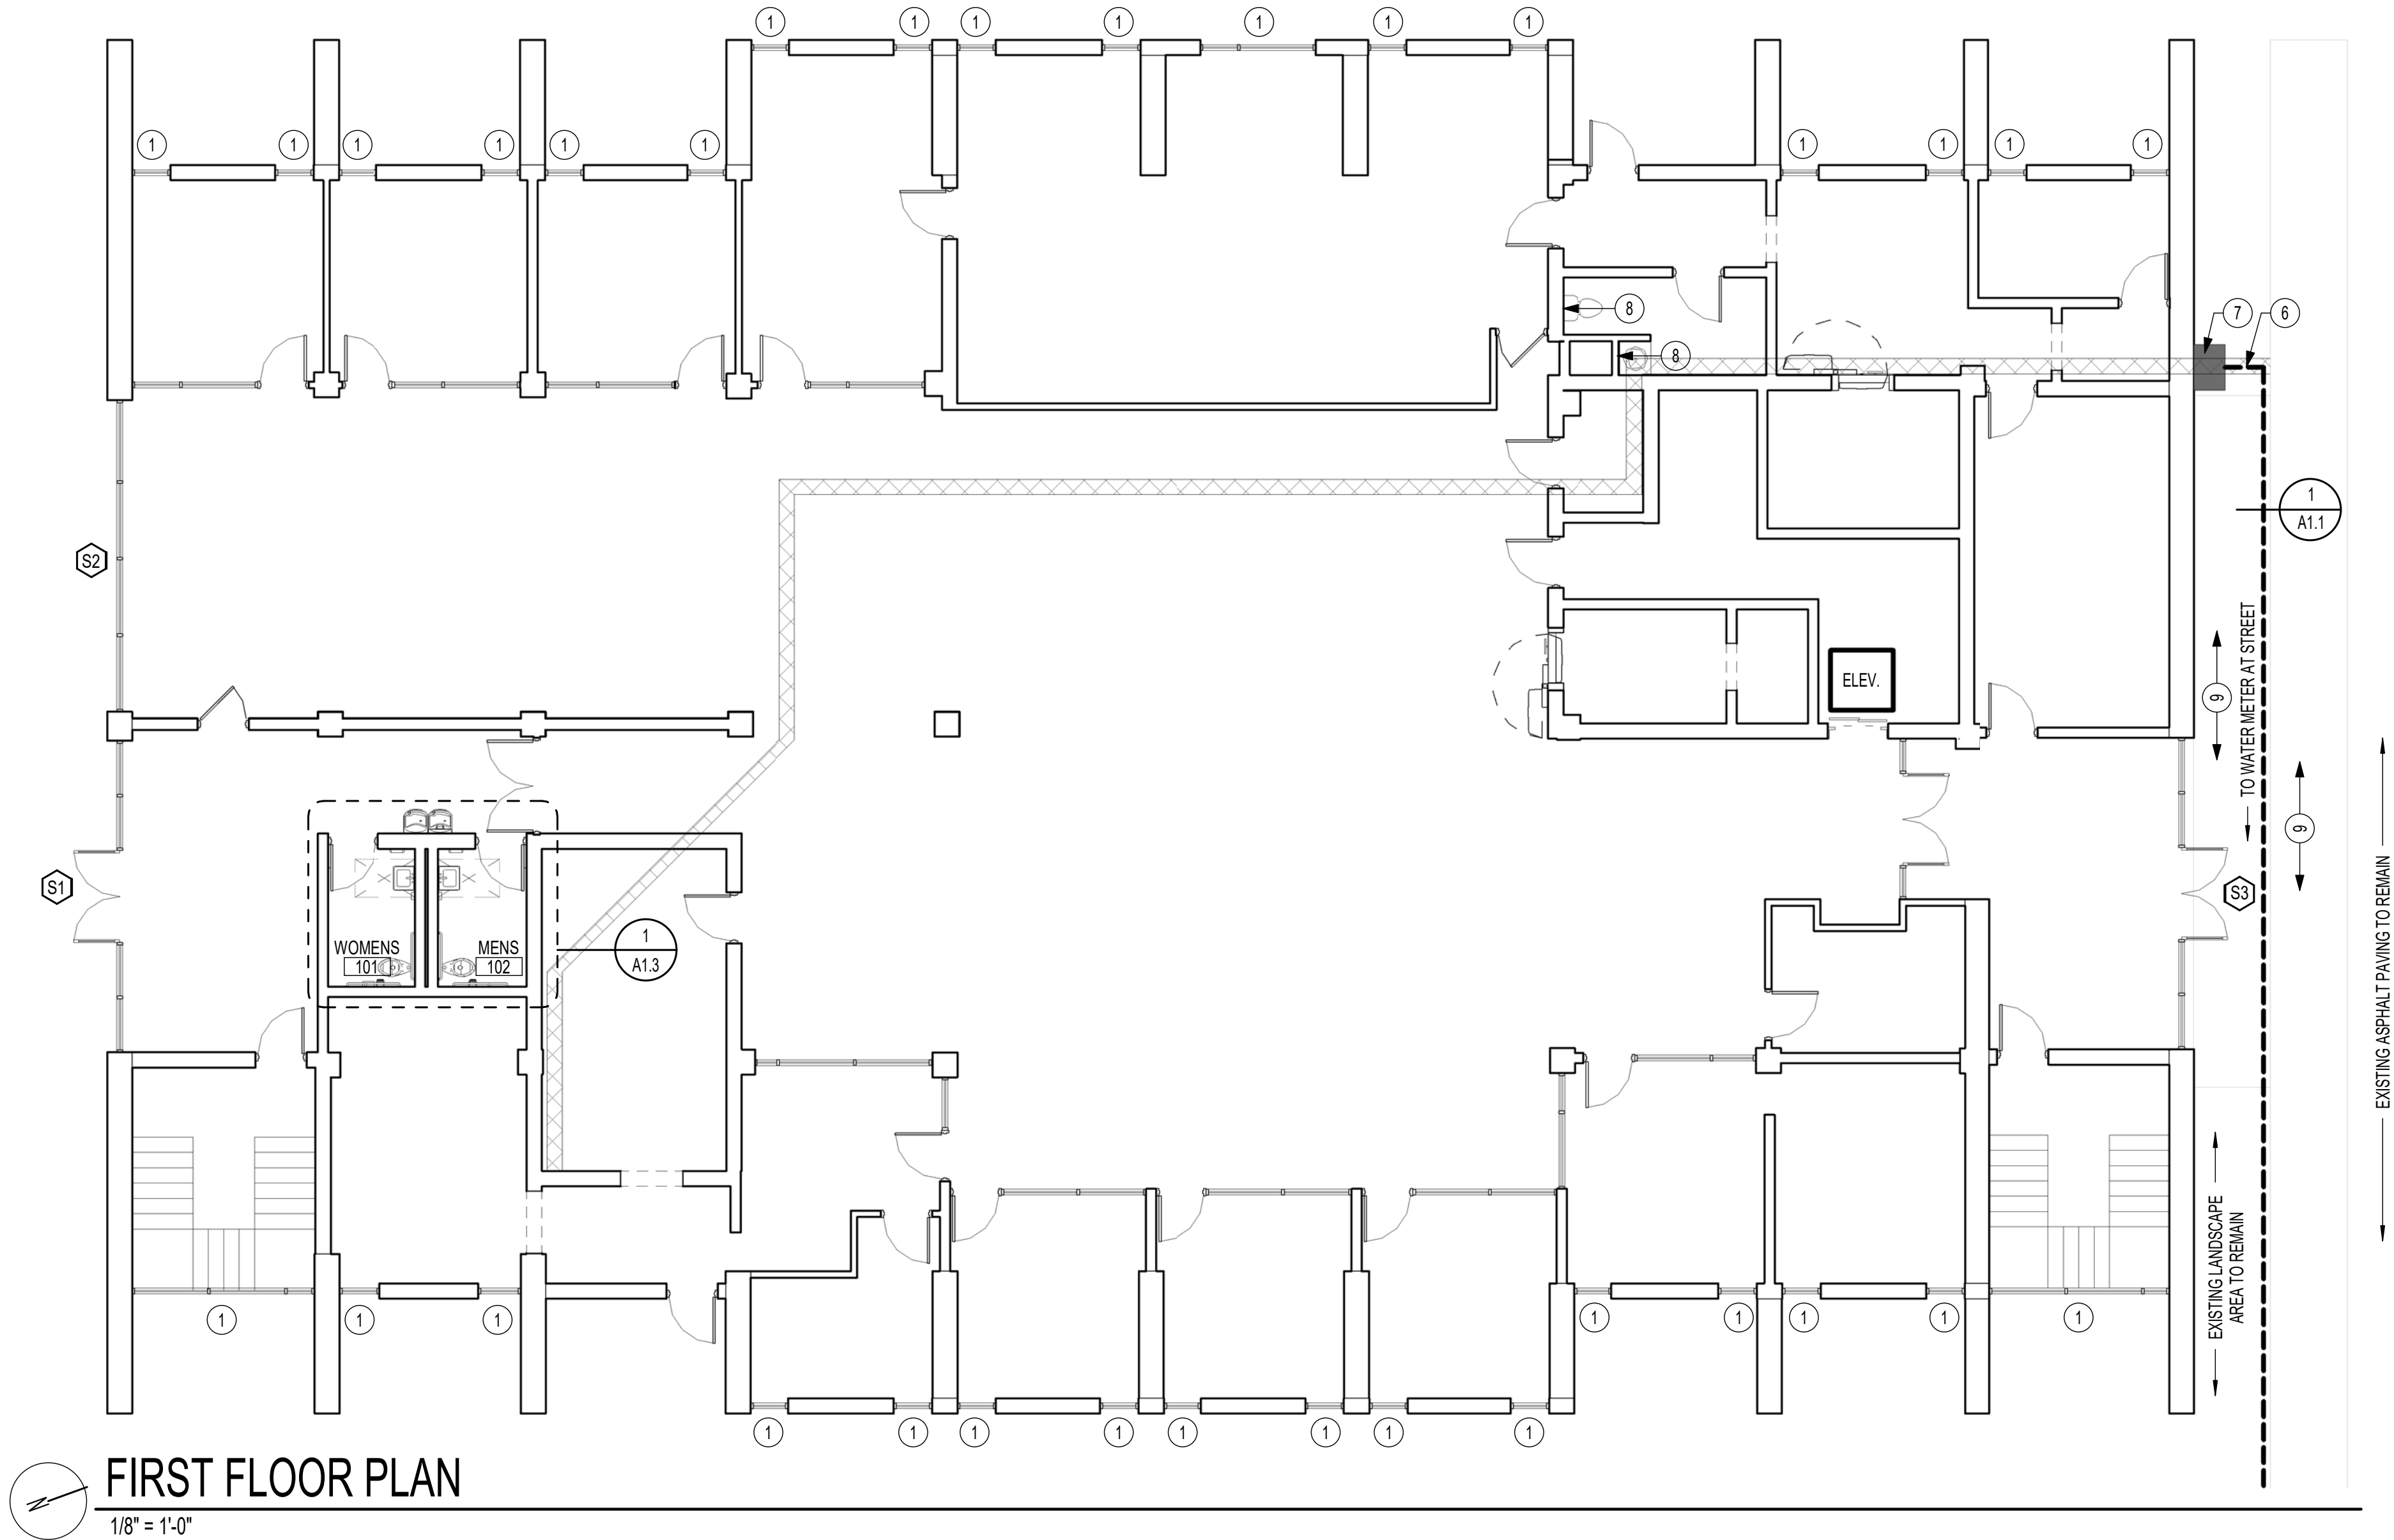 1 1 1 1 1 1 1
1 1 1 1 1 1 1 1 1 1
7 6
8
8
1
A1.1
S2
TO WATER METER AT STREET
9
ELEV.
9
S1
S3
EXISTING ASPHALT PAVING TO REMAIN
WOMENS
101
MENS
102
1
A1.3
EXISTING LANDSCAPE
AREA TO REMAIN
1 1 1 1 1 1 1 1
1 1 1 1 1 1 1 1
N
FIRST FLOOR PLAN
1/8" = 1'-0"